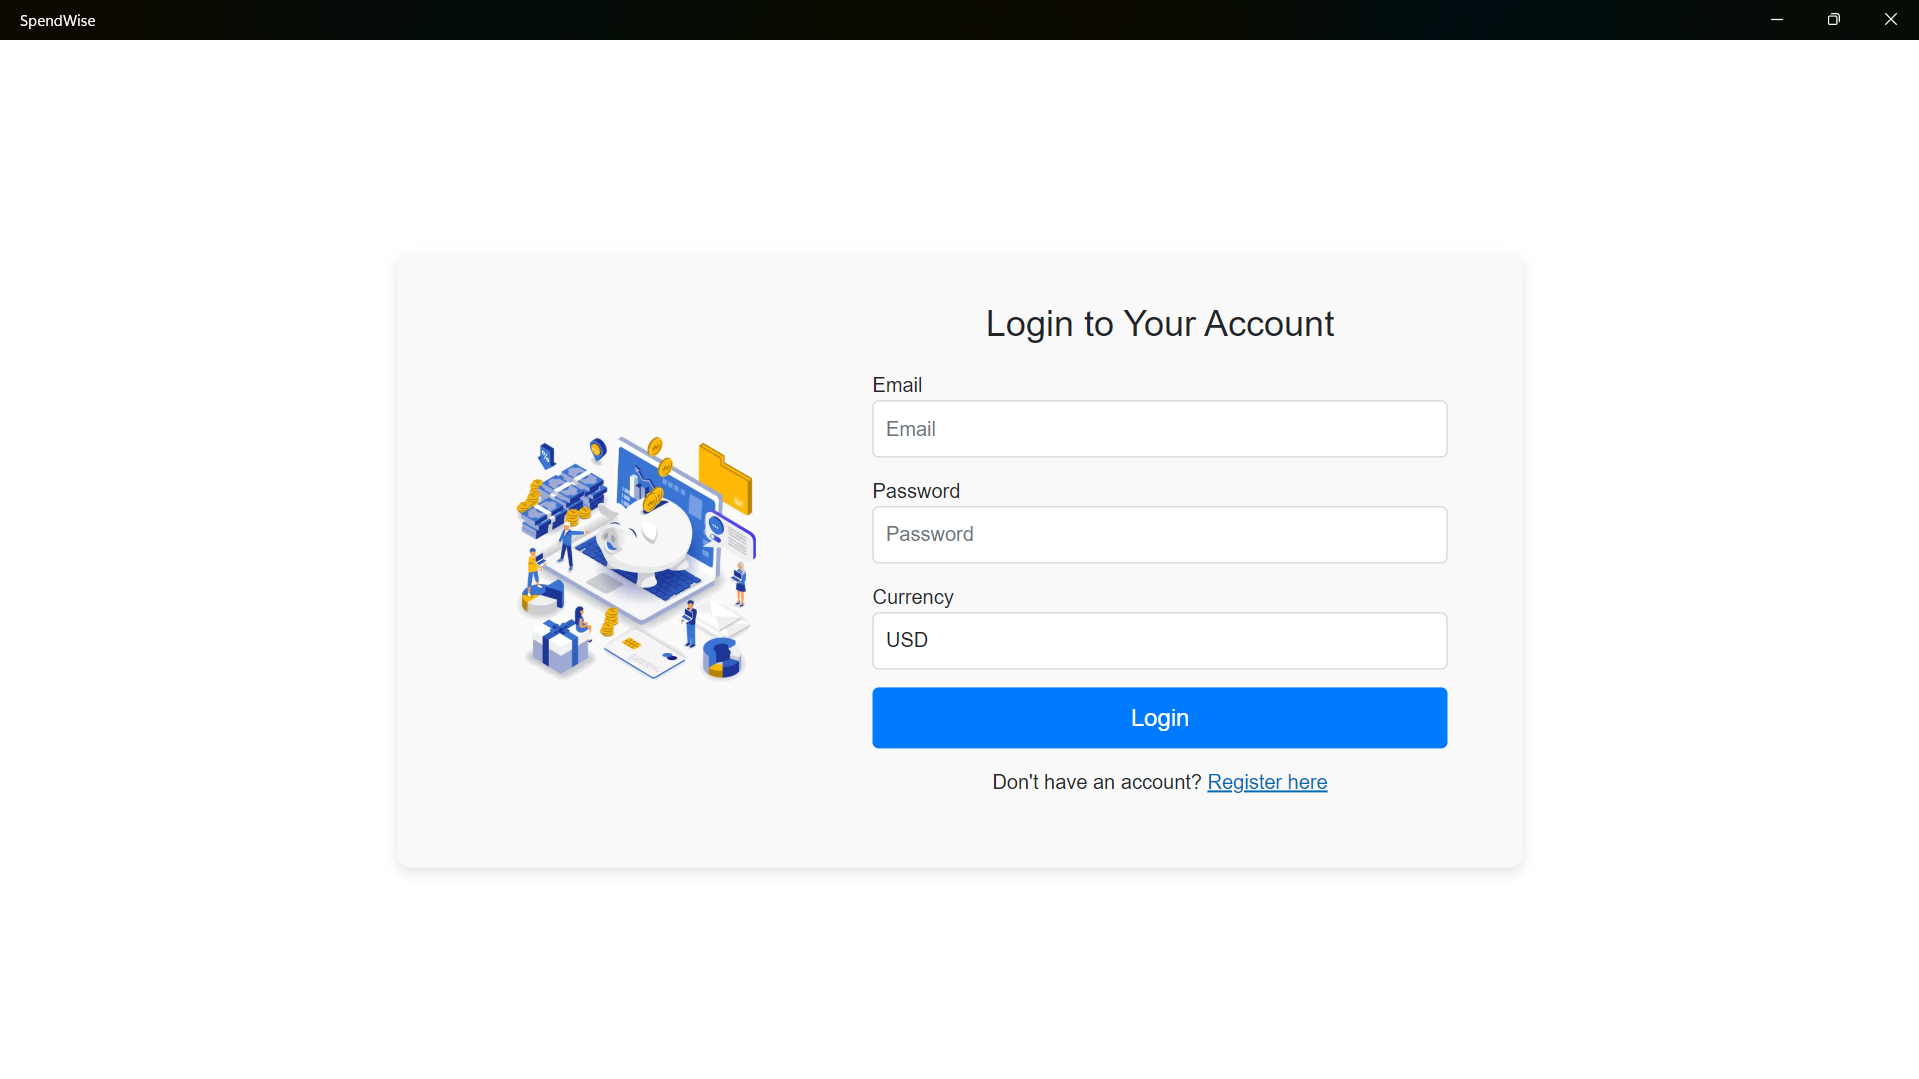 SpendWise
Login to Your Account
Email
Email
Password
Password
Currency
USD
Login
Don't have an account? Register here